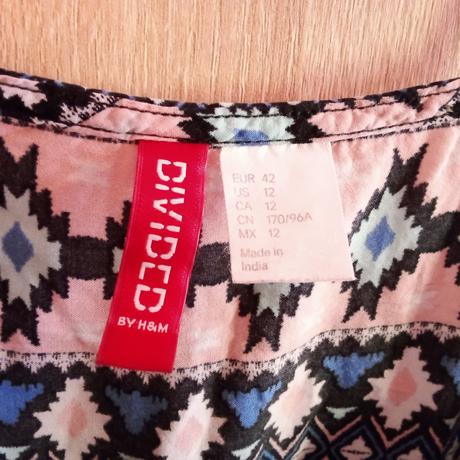 DIVIDED
BY H&M
EUR 42
US 12
CA 12
CN 170/96A
MX 12
Made in
India